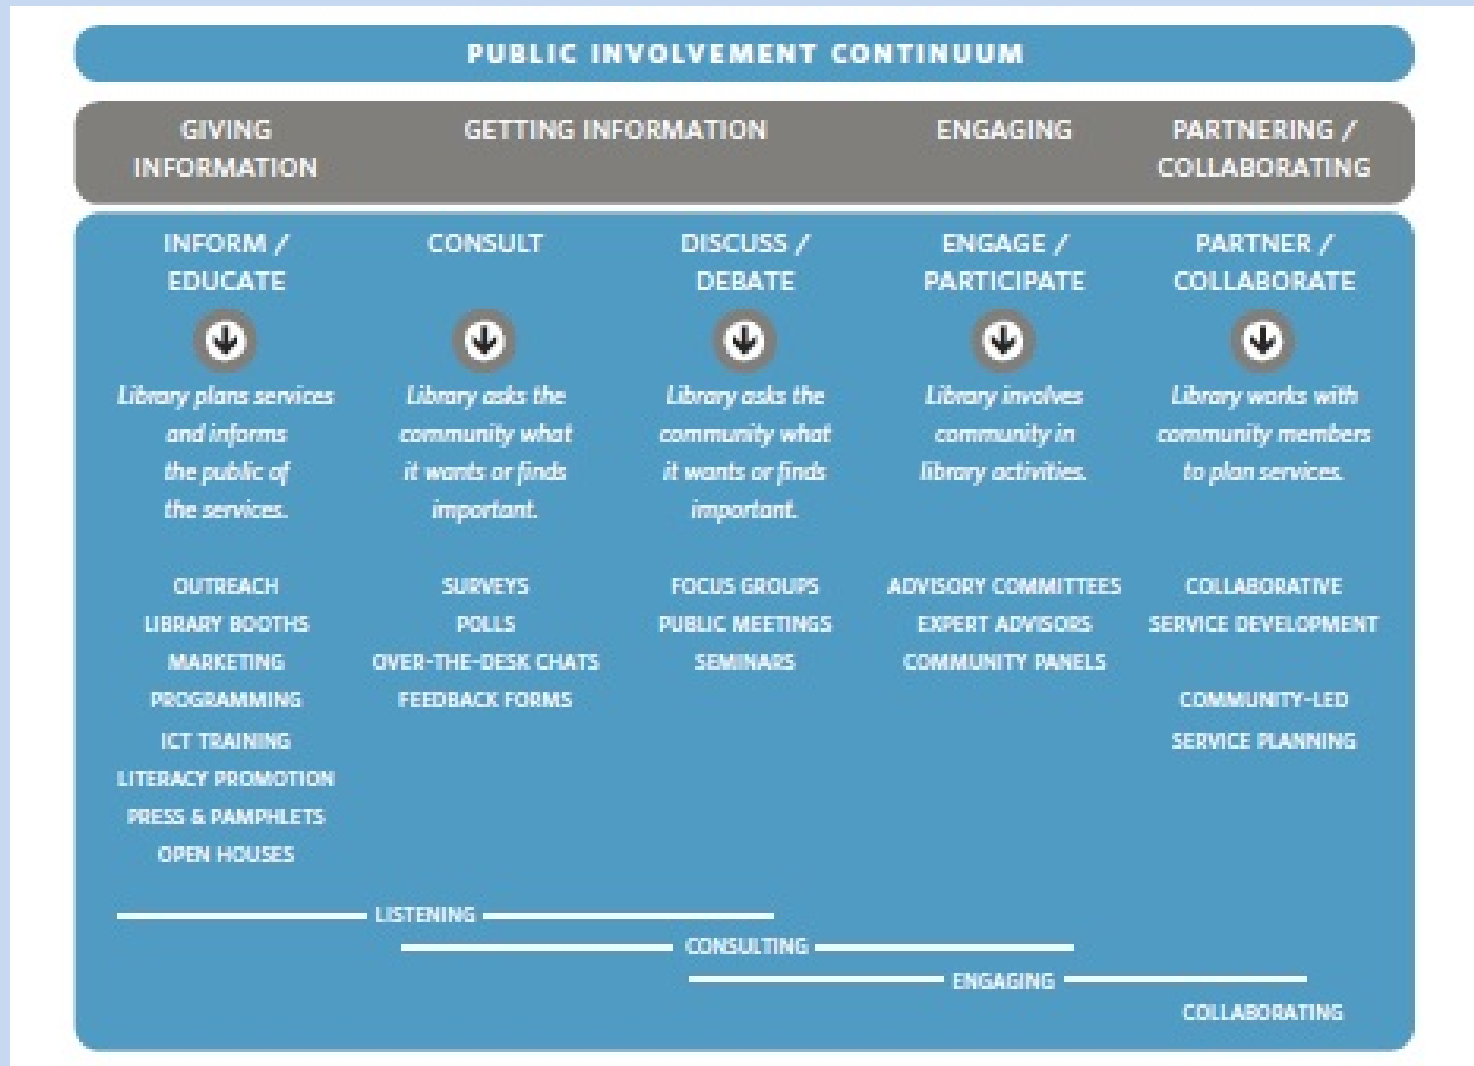 PUBLIC INVOLVEMENT CONTINUUM
GIVING
INFORMATION
GETTING INFORMATION
ENGAGING
PARTNERING /
COLLABORATING
INFORM /
EDUCATE
Library plans services
and informs
the public of
the services.
OUTREACH
LIBRARY BOOTHS
MARKETING
PROGRAMMING
ICT TRAINING
LITERACY PROMOTION
PRESS & PAMPHLETS
OPEN HOUSES
CONSULT
Library asks the
community what
it wants or finds
important.
SURVEYS
POLLS
OVER-THE-DESK CHATS
FEEDBACK FORMS
DISCUSS /
DEBATE
Library asks the
community what
it wants or finds
important.
FOCUS GROUPS
PUBLIC MEETINGS
SEMINARS
ENGAGE /
PARTICIPATE
Library involves
community in
library activities.
ADVISORY COMMITTEES
EXPERT ADVISORS
COMMUNITY PANELS
PARTNER /
COLLABORATE
Library works with
community members
to plan services.
COLLABORATIVE
SERVICE DEVELOPMENT
COMMUNITY-LED
SERVICE PLANNING
LISTENING
CONSULTING
ENGAGING
COLLABORATING